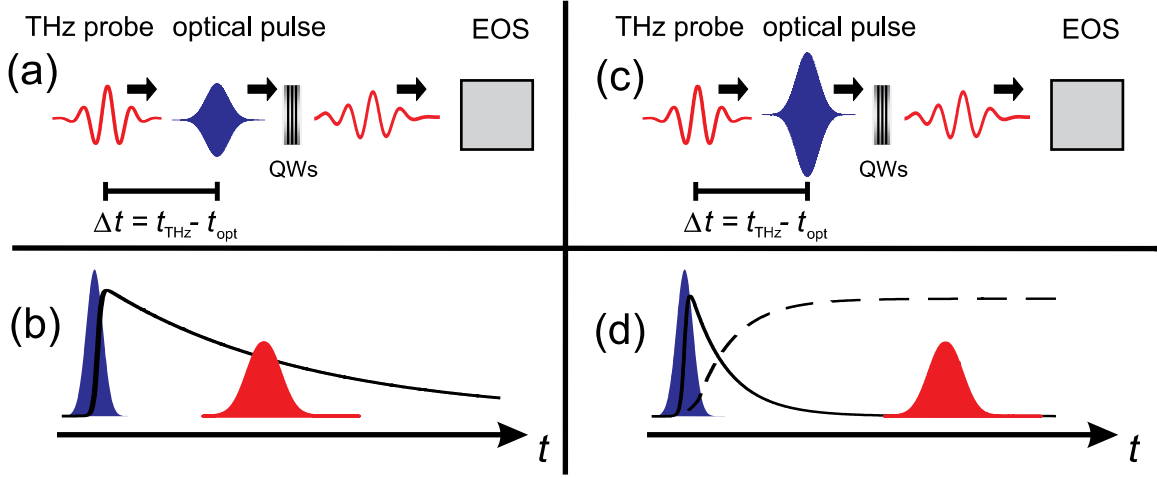 THz probe optical pulse EOS
(a)
QWs
Δt = tTHz- topt
THz probe optical pulse EOS
(c)
QWs
Δt = tTHz- topt
(b)
t
(d)
t